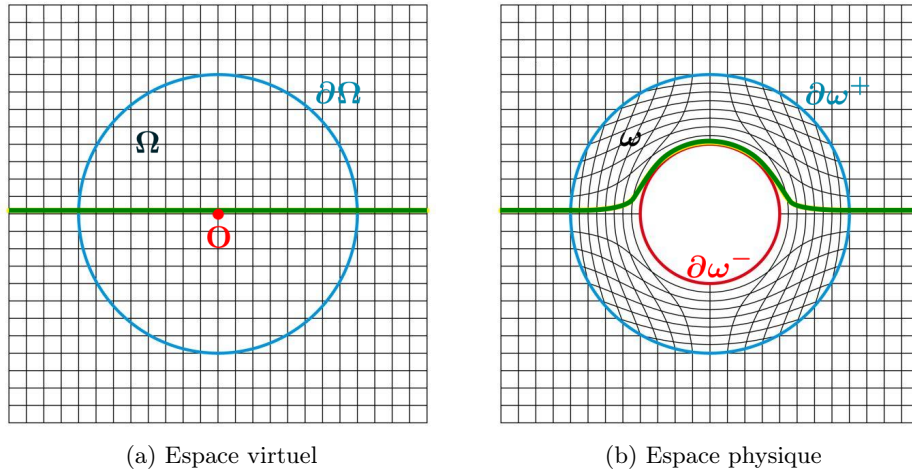 ∂Ω
Ω
O
∂ω⁺
ω
∂ω⁻
(a) Espace virtuel
(b) Espace physique